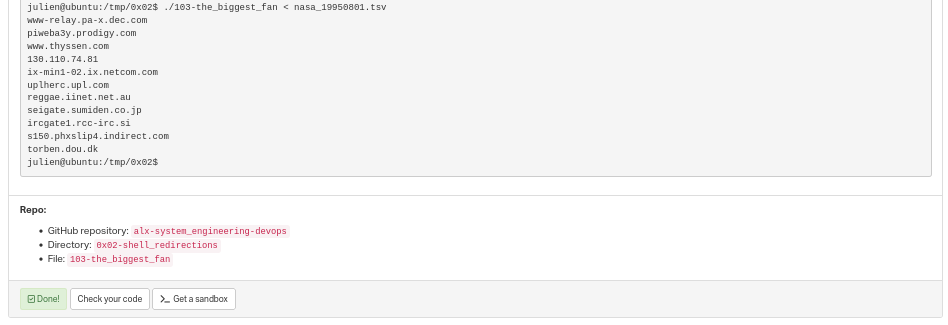 julien@ubuntu:/tmp/0x02$ ./103-the_biggest_fan < nasa_19950801.tsv
www-relay.pa-x.dec.com
piweba3y.prodigy.com
www.thyssen.com
130.110.74.81
ix-min1-02.ix.netcom.com
uplherc.upl.com
reggae.iinet.net.au
seigate.sumiden.co.jp
ircgate1.rcc-irc.si
s150.phxslip4.indirect.com
torben.dou.dk
julien@ubuntu:/tmp/0x02$
Repo:
• GitHub repository: alx-system_engineering-devops
• Directory: 0x02-shell_redirections
• File: 103-the_biggest_fan
Done! Check your code Get a sandbox